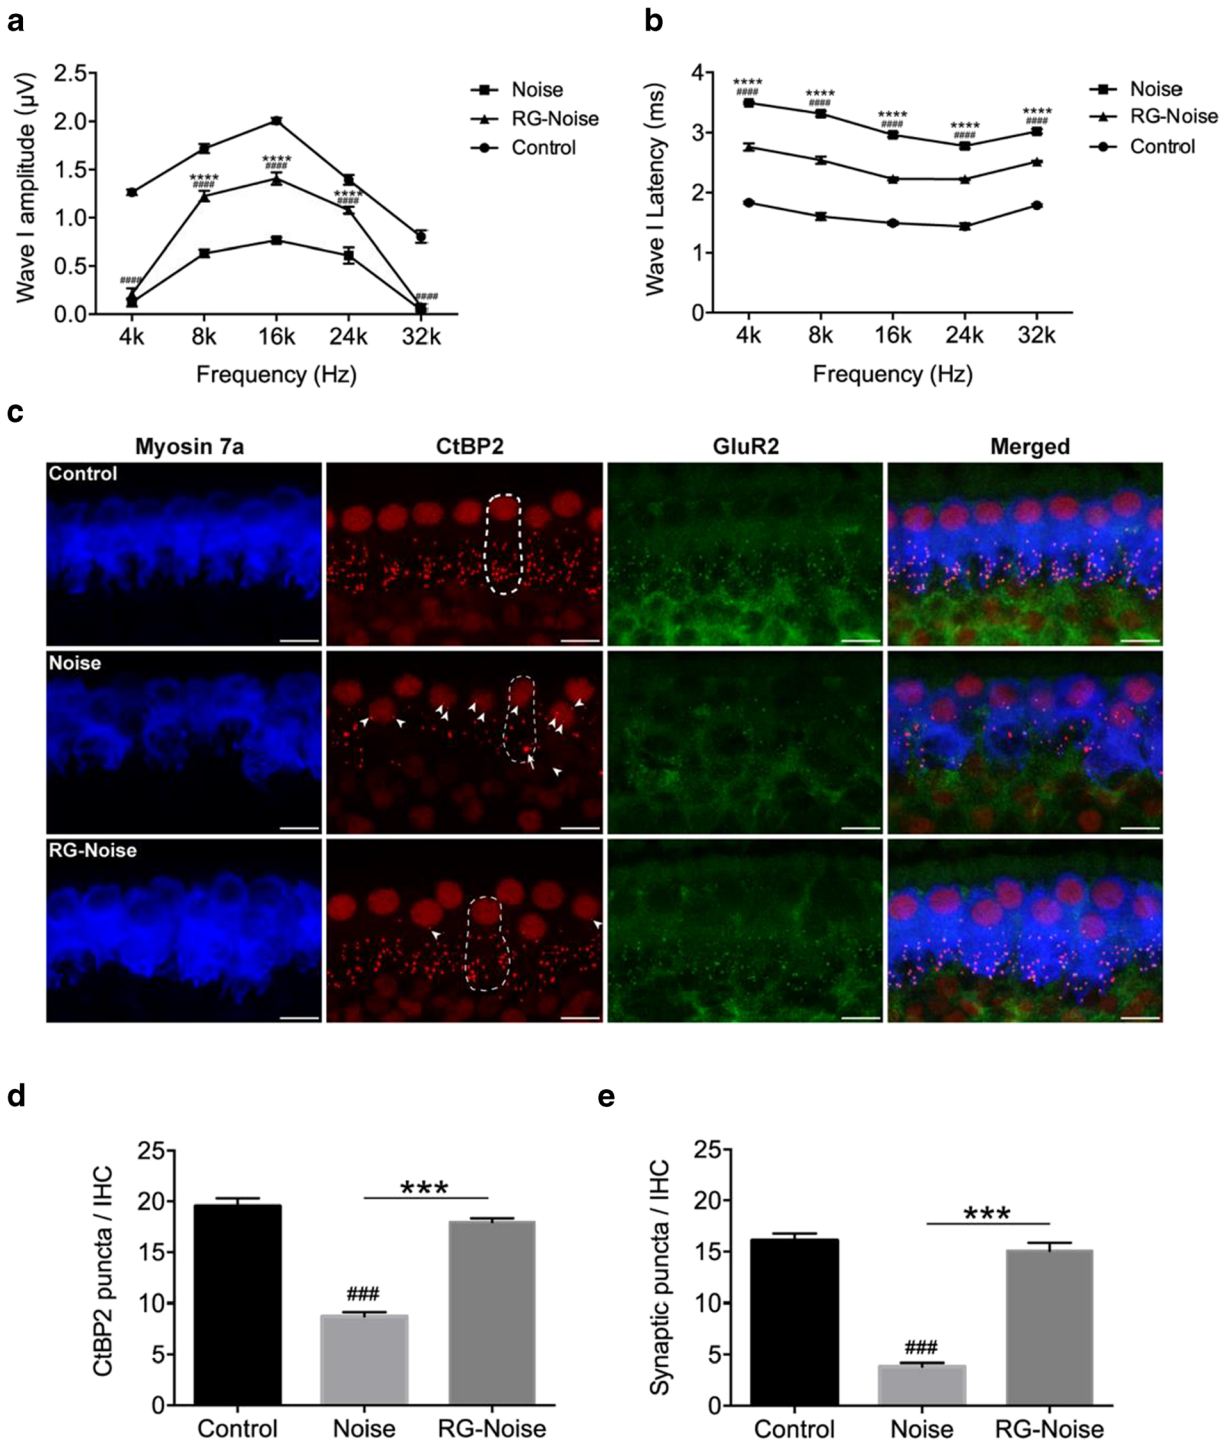 a
Wave I amplitude (µV)
2.5
2.0
1.5
1.0
0.5
0.0
4k 8k 16k 24k 32k
Frequency (Hz)
Noise
RG-Noise
Control
####
****
####
****
####
****
####
####
b
Wave I Latency (ms)
4
3
2
1
0
4k 8k 16k 24k 32k
Frequency (Hz)
Noise
RG-Noise
Control
****
####
****
####
****
####
****
####
****
####
c
Myosin 7a CtBP2 GluR2 Merged
Control
Noise
RG-Noise
d
CtBP2 puncta / IHC
25
20
15
10
5
0
###
***
Control Noise RG-Noise
e
Synaptic puncta / IHC
25
20
15
10
5
0
###
***
Control Noise RG-Noise